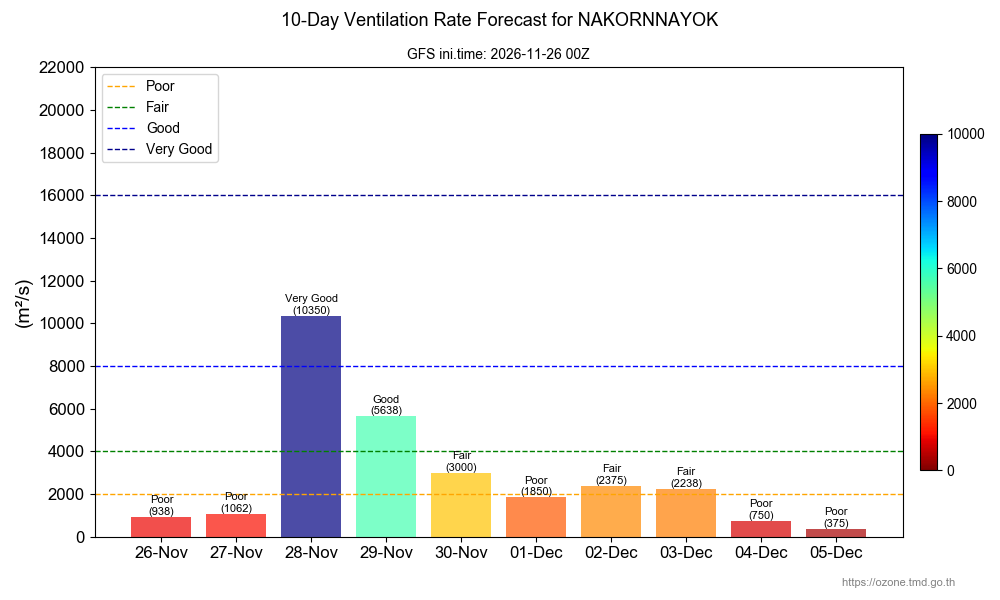 10-Day Ventilation Rate Forecast for NAKORNNAYOK
GFS ini.time: 2026-11-26 00Z
(m²/s)
22000
20000
18000
16000
14000
12000
10000
8000
6000
4000
2000
0
Poor
Fair
Good
Very Good
Poor
(938)
Poor
(1062)
Very Good
(10350)
Good
(5638)
Fair
(3000)
Poor
(1850)
Fair
(2375)
Fair
(2238)
Poor
(750)
Poor
(375)
26-Nov 27-Nov 28-Nov 29-Nov 30-Nov 01-Dec 02-Dec 03-Dec 04-Dec 05-Dec
10000
8000
6000
4000
2000
0
https://ozone.tmd.go.th